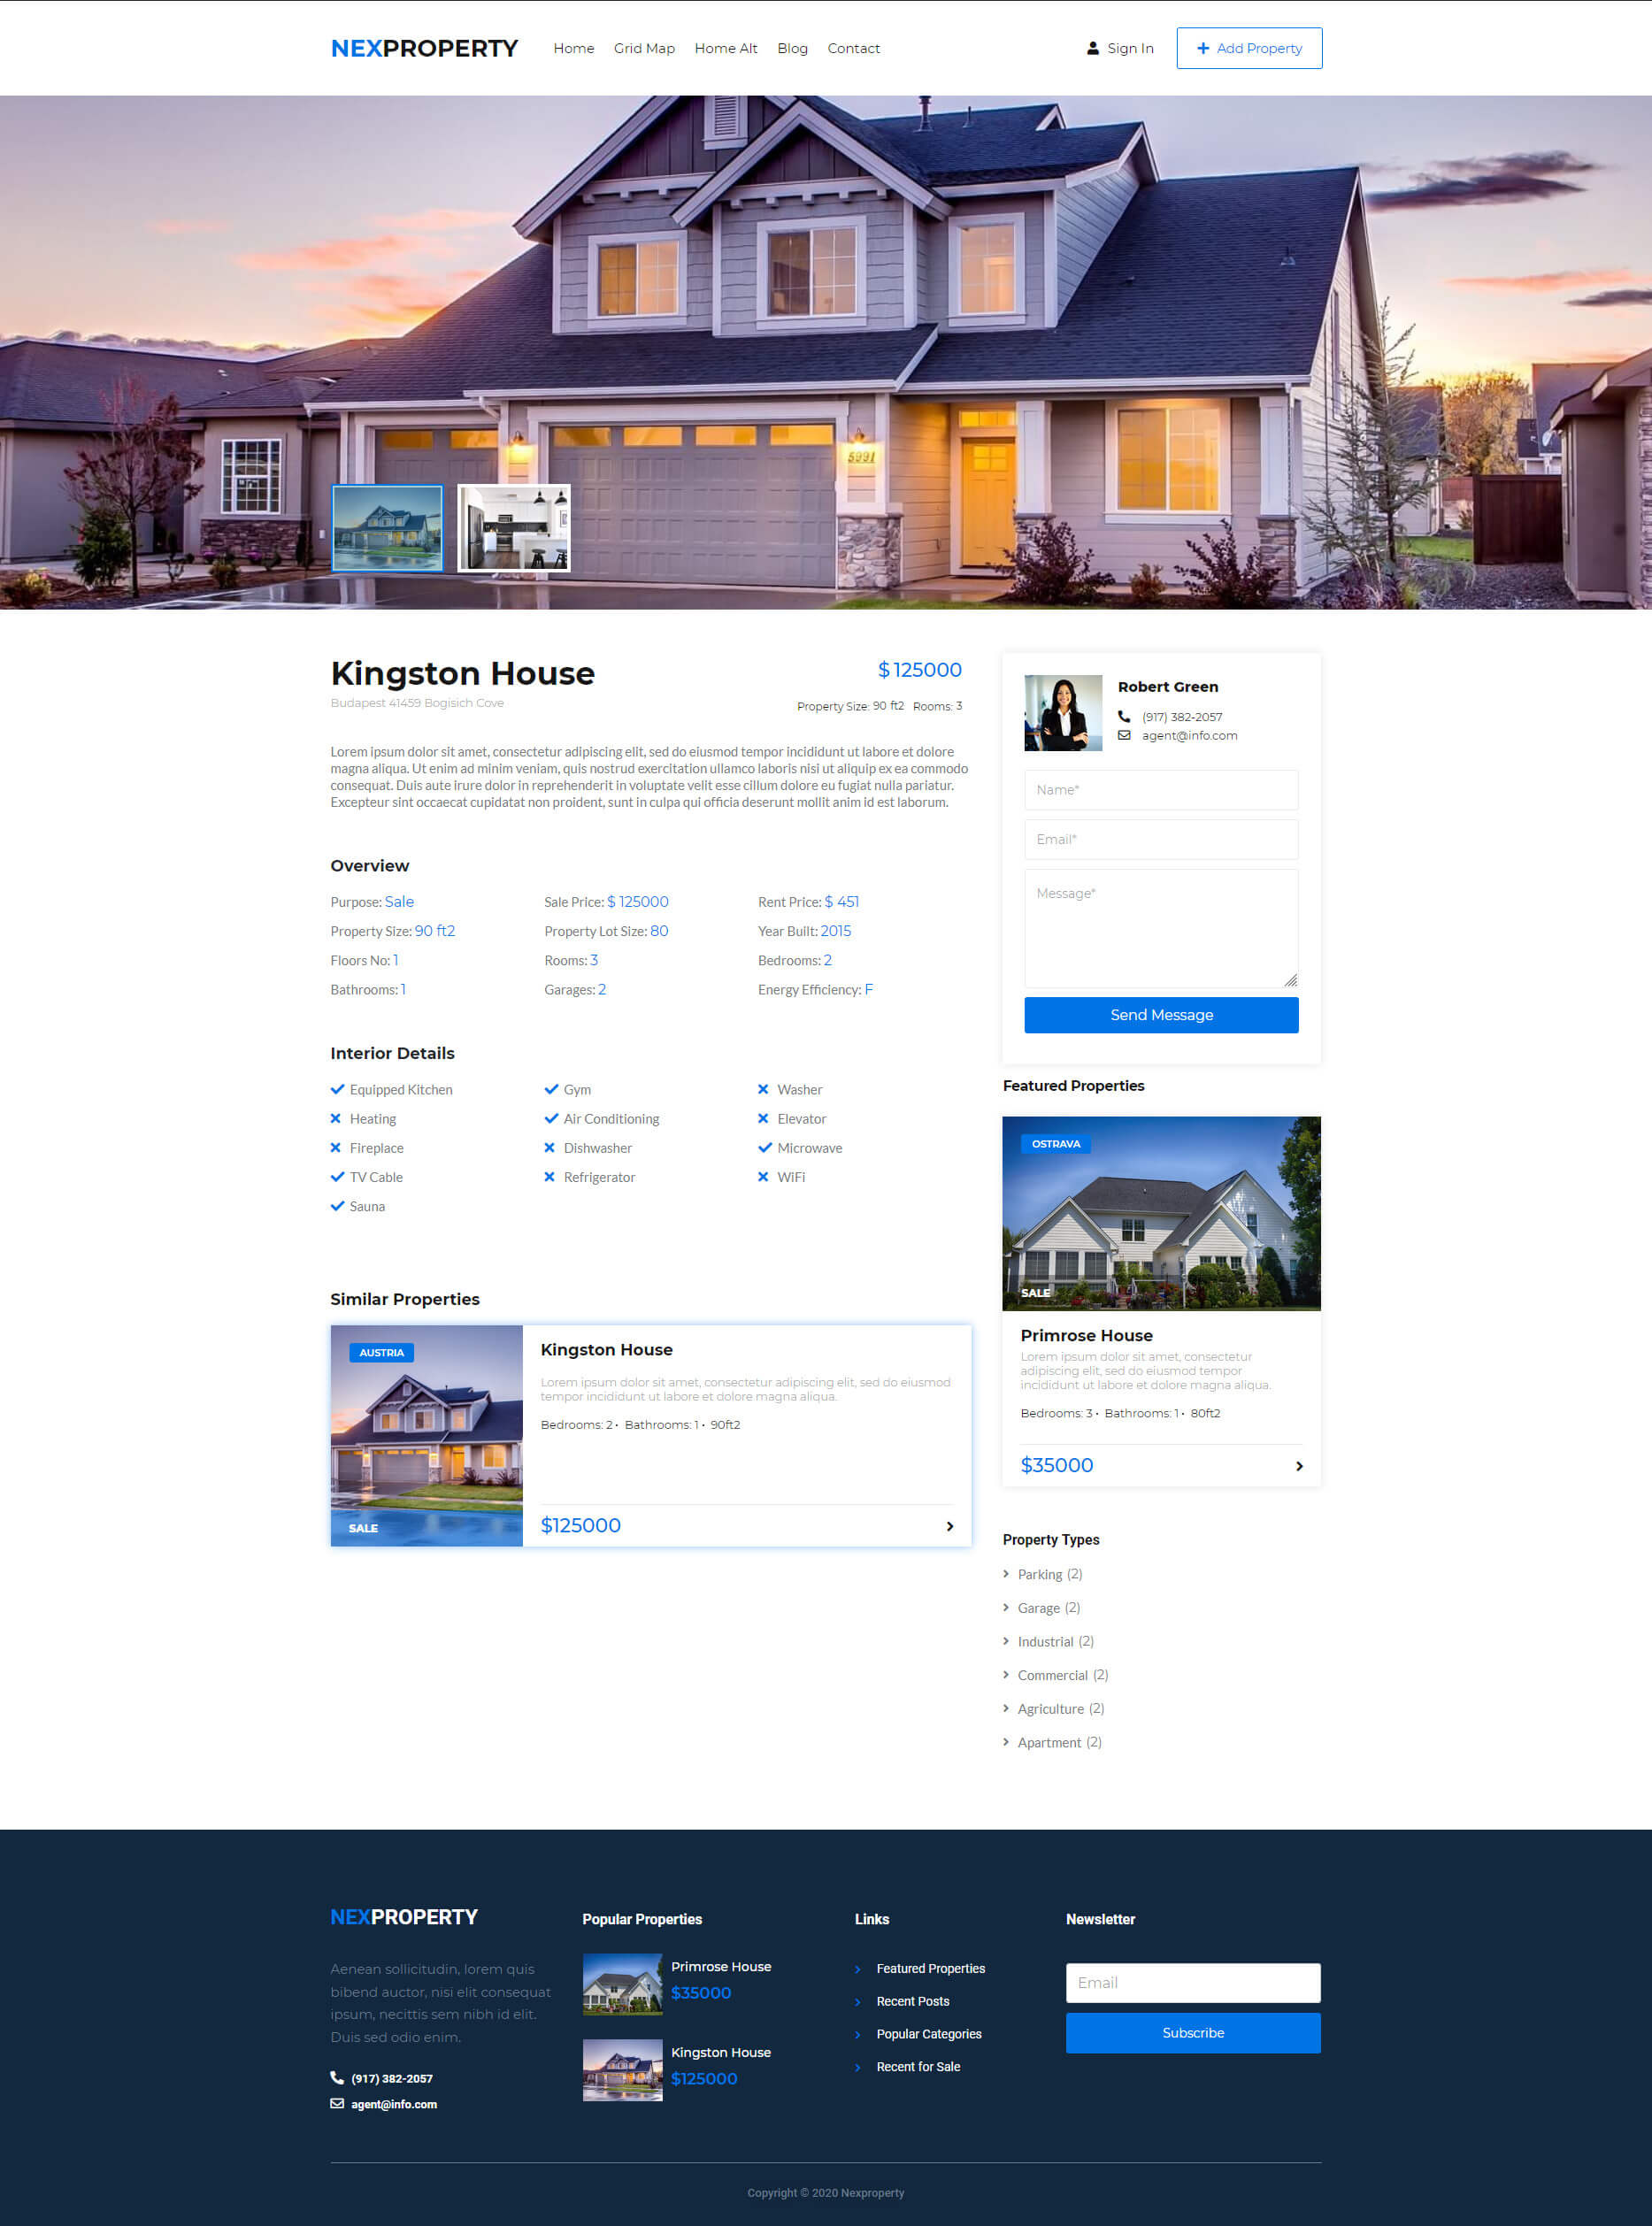 NEXPROPERTY
Home Grid Map Home Alt Blog Contact
Sign In
Add Property
5991
Kingston House
$ 125000
Budapest 41459 Bogisich Cove
Property Size: 90 ft2 Rooms: 3
Lorem ipsum dolor sit amet, consectetur adipiscing elit, sed do eiusmod tempor incididunt ut labore et dolore
magna aliqua. Ut enim ad minim veniam, quis nostrud exercitation ullamco laboris nisi ut aliquip ex ea commodo
consequat. Duis aute irure dolor in reprehenderit in voluptate velit esse cillum dolore eu fugiat nulla pariatur.
Excepteur sint occaecat cupidatat non proident, sunt in culpa qui officia deserunt mollit anim id est laborum.
Overview
Purpose: Sale Sale Price: $ 125000 Rent Price: $ 451
Property Size: 90 ft2 Property Lot Size: 80 Year Built: 2015
Floors No: 1 Rooms: 3 Bedrooms: 2
Bathrooms: 1 Garages: 2 Energy Efficiency: F
Interior Details
Equipped Kitchen Gym Washer
Heating Air Conditioning Elevator
Fireplace Dishwasher Microwave
TV Cable Refrigerator WiFi
Sauna
Similar Properties
AUSTRIA
SALE
Kingston House
Lorem ipsum dolor sit amet, consectetur adipiscing elit, sed do eiusmod
tempor incididunt ut labore et dolore magna aliqua.
Bedrooms: 2 • Bathrooms: 1 • 90ft2
$125000
Robert Green
(917) 382-2057
agent@info.com
Name*
Email*
Message*
Send Message
Featured Properties
OSTRAVA
SALE
Primrose House
Lorem ipsum dolor sit amet, consectetur
adipiscing elit, sed do eiusmod tempor
incididunt ut labore et dolore magna aliqua.
Bedrooms: 3 • Bathrooms: 1 • 80ft2
$35000
Property Types
Parking (2)
Garage (2)
Industrial (2)
Commercial (2)
Agriculture (2)
Apartment (2)
NEXPROPERTY
Aenean sollicitudin, lorem quis
bibend auctor, nisi elit consequat
ipsum, necittis sem nibh id elit.
Duis sed odio enim.
(917) 382-2057
agent@info.com
Popular Properties
Primrose House
$35000
Kingston House
$125000
Links
Featured Properties
Recent Posts
Popular Categories
Recent for Sale
Newsletter
Email
Subscribe
Copyright © 2020 Nexproperty